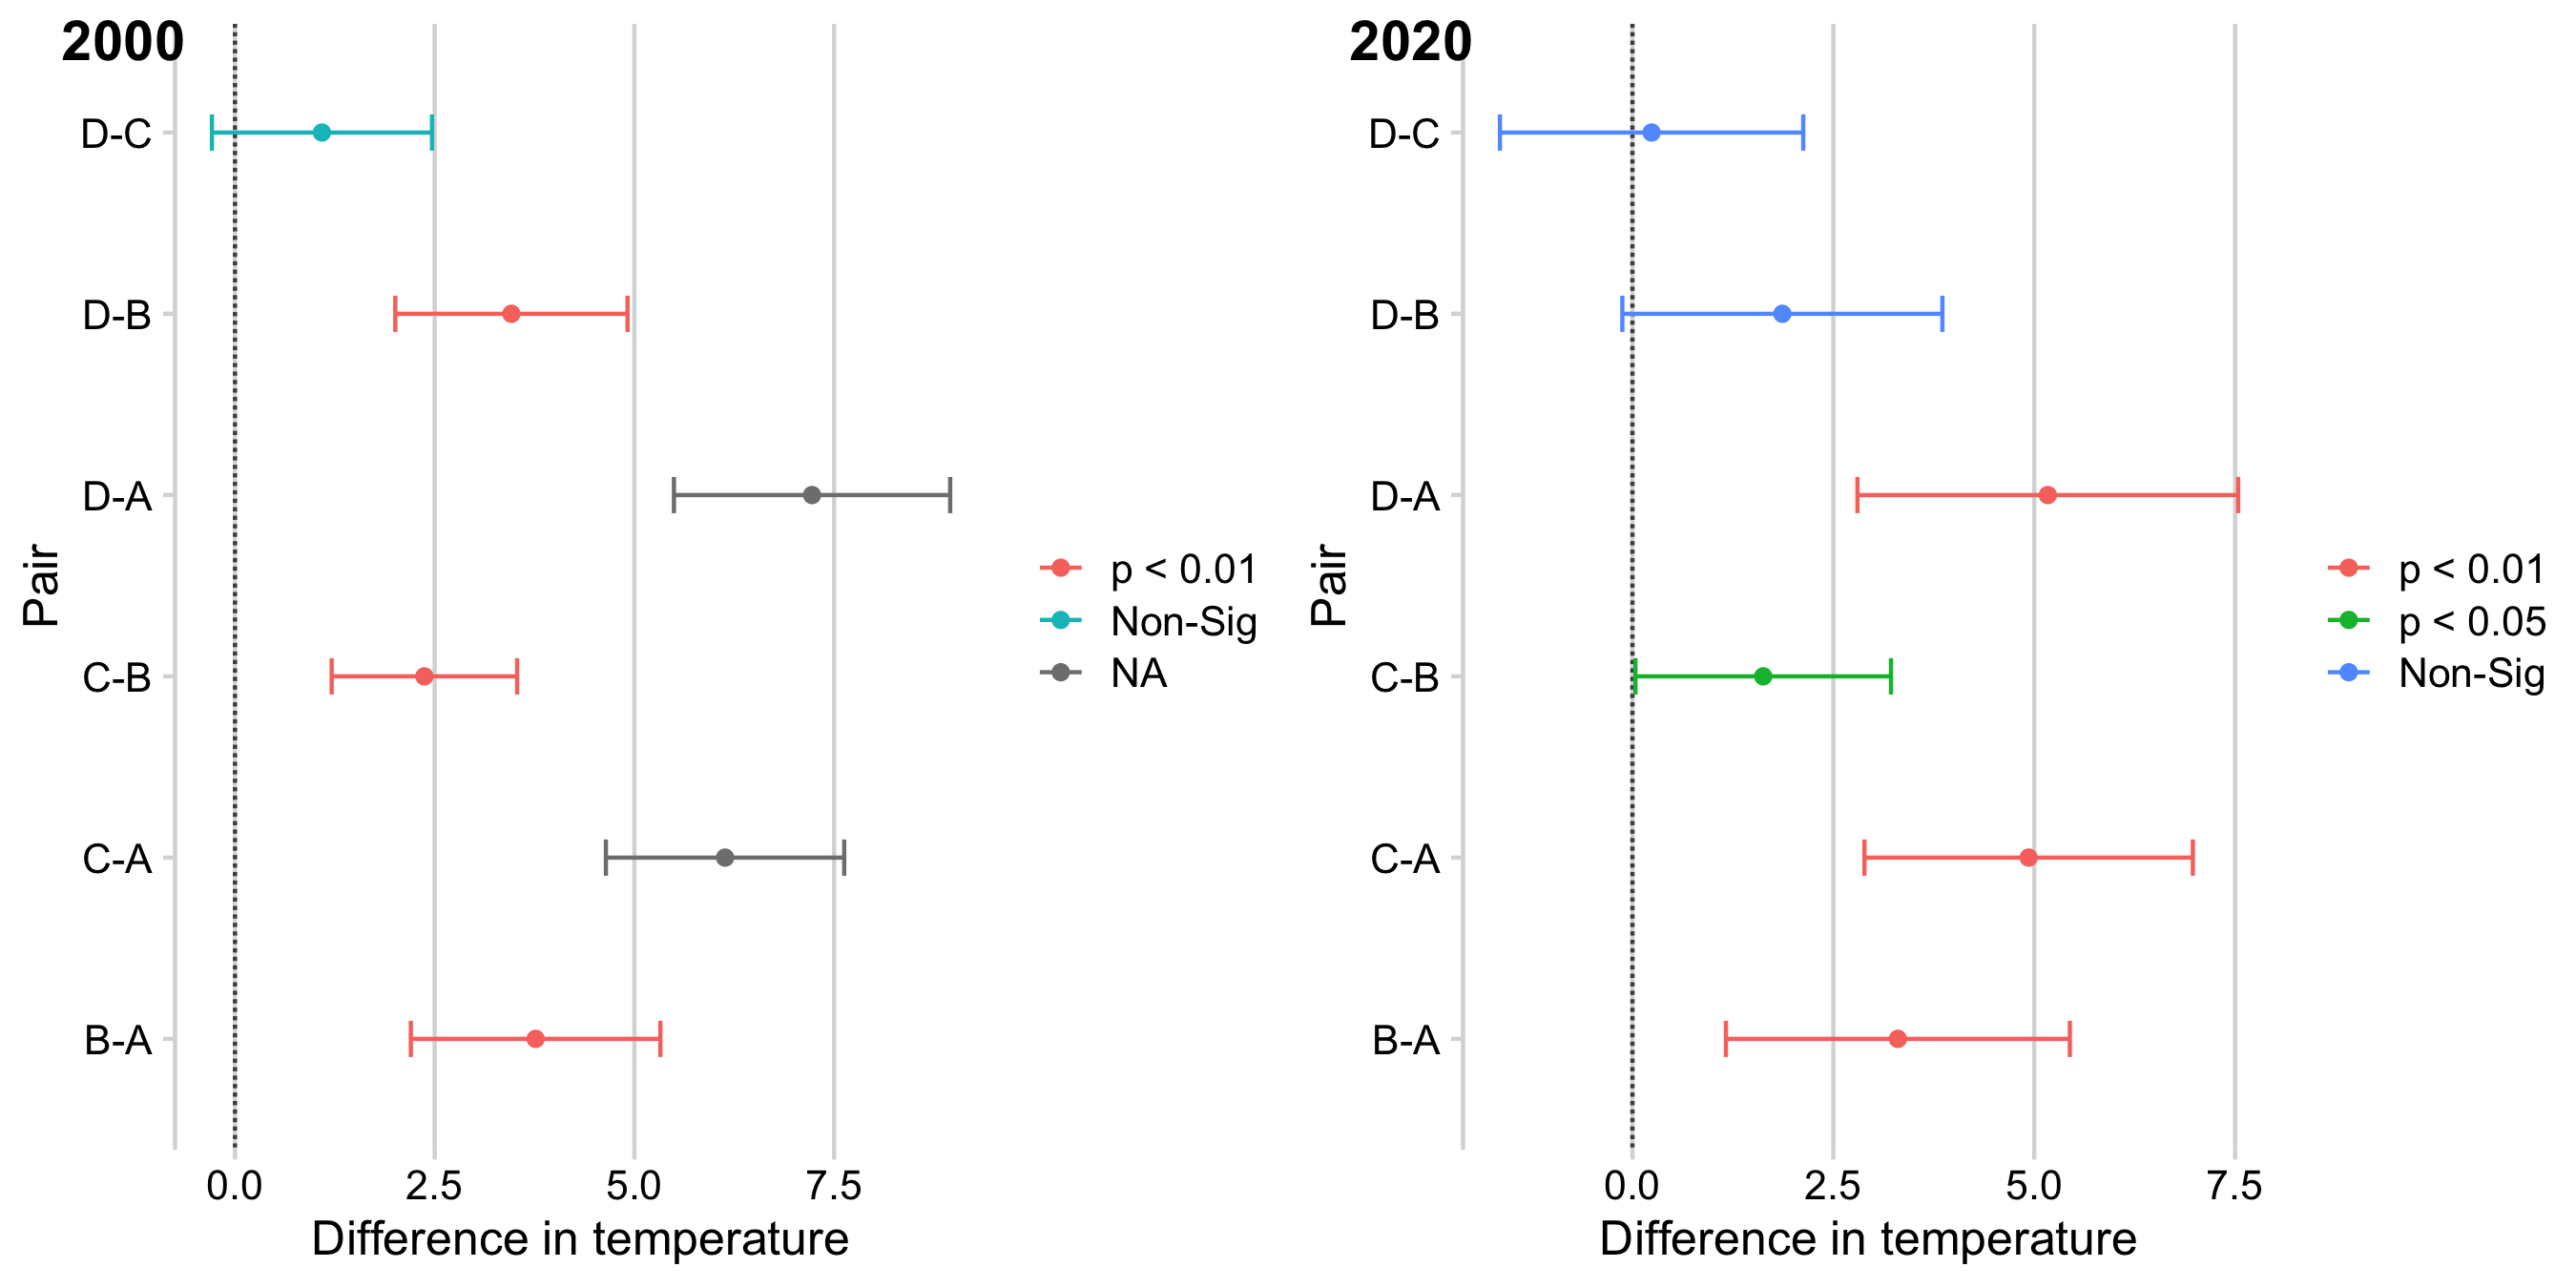 2000
D-C
D-B
D-A
C-B
C-A
B-A
Pair
0.0 2.5 5.0 7.5
Difference in temperature
p < 0.01
Non-Sig
NA
2020
D-C
D-B
D-A
C-B
C-A
B-A
Pair
0.0 2.5 5.0 7.5
Difference in temperature
p < 0.01
p < 0.05
Non-Sig